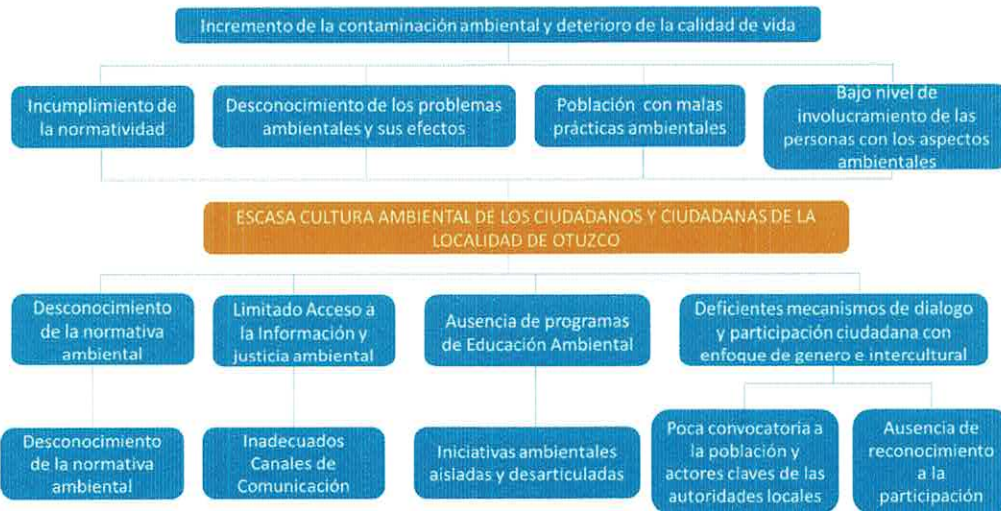 Incremento de la contaminación ambiental y deterioro de la calidad de vida
Incumplimiento de
la normatividad
Desconocimiento de los problemas
ambientales y sus efectos
Población con malas
prácticas ambientales
Bajo nivel de
involucramiento de las
personas con los aspectos
ambientales
ESCASA CULTURA AMBIENTAL DE LOS CIUDADANOS Y CIUDADANAS DE LA
LOCALIDAD DE OTUZCO
Desconocimiento
de la normativa
ambiental
Limitado Acceso a
la Información y
justicia ambiental
Ausencia de programas
de Educación Ambiental
Deficientes mecanismos de dialogo
y participación ciudadana con
enfoque de genero e intercultural
Desconocimiento
de la normativa
ambiental
Inadecuados
Canales de
Comunicación
Iniciativas ambientales
aisladas y desarticuladas
Poca convocatoria a
la población y
actores claves de las
autoridades locales
Ausencia de
reconocimiento
a la
participación